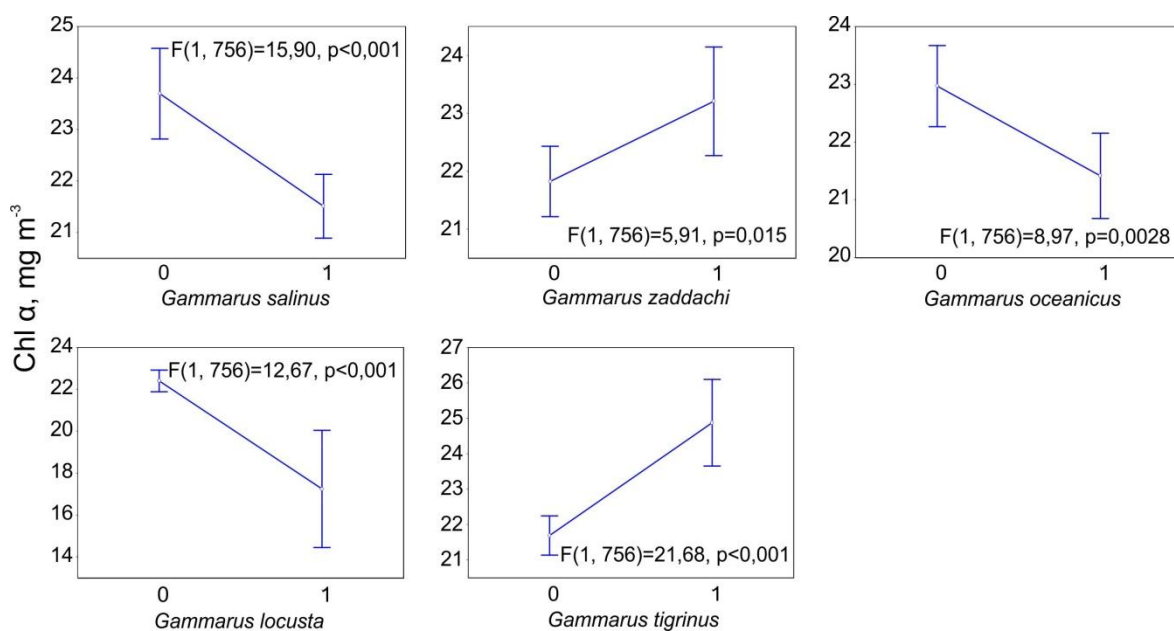 Chl α, mg m-3
25
24
23
22
21
F(1, 756)=15,90, p<0,001
0 1
Gammarus salinus
24
23
22
21
F(1, 756)=5,91, p=0,015
0 1
Gammarus zaddachi
24
23
22
21
20
F(1, 756)=8,97, p=0,0028
0 1
Gammarus oceanicus
24
22
20
18
16
14
F(1, 756)=12,67, p<0,001
0 1
Gammarus locusta
27
26
25
24
23
22
21
F(1, 756)=21,68, p<0,001
0 1
Gammarus tigrinus